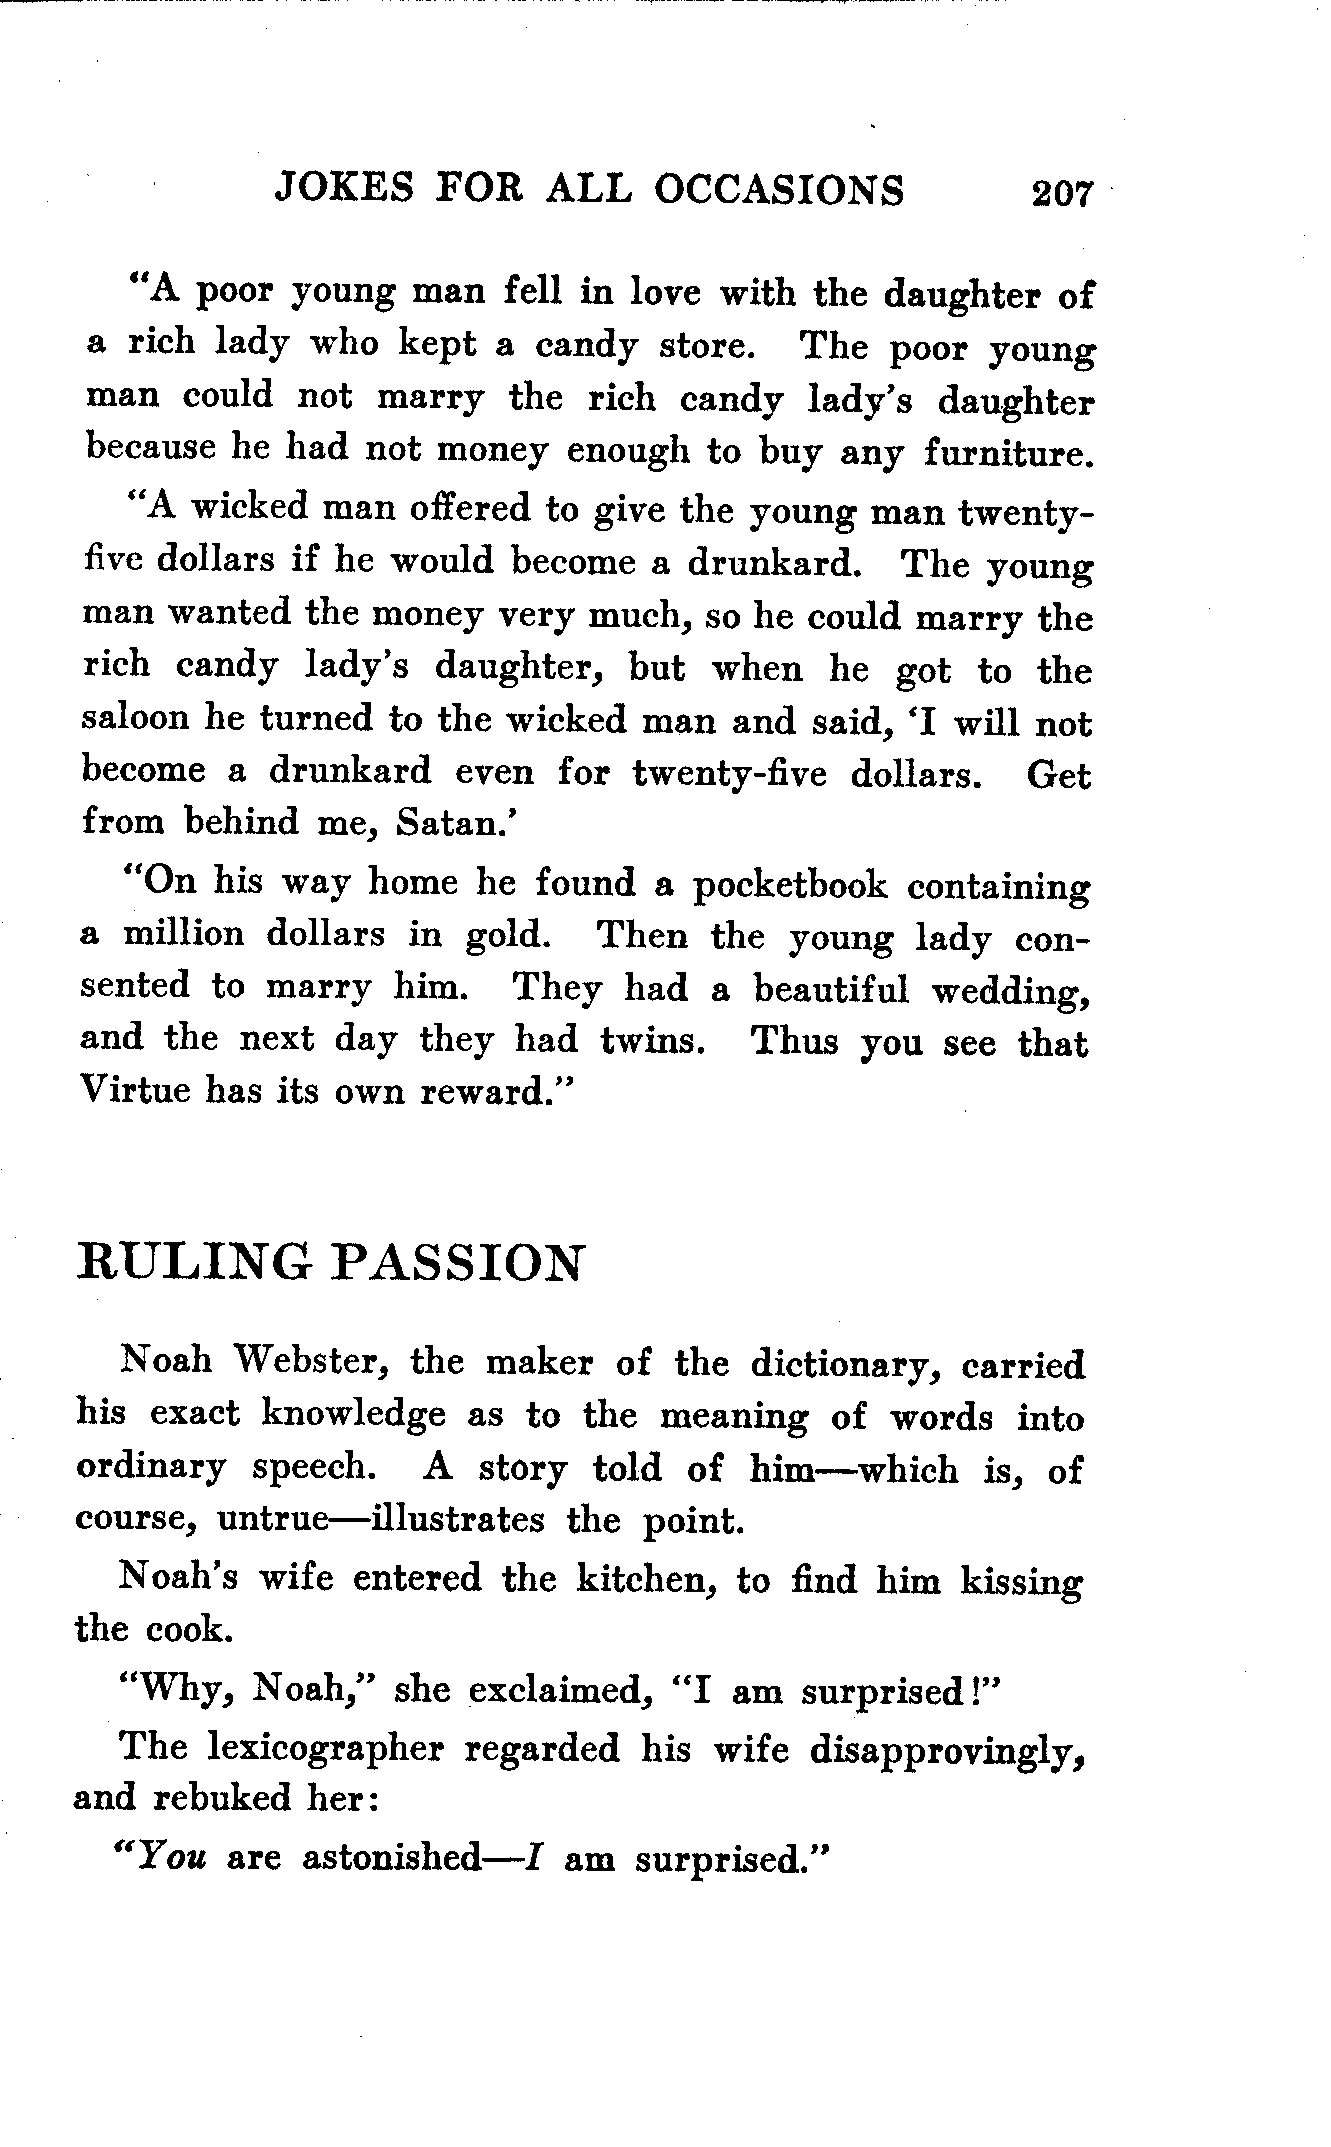 JOKES FOR ALL OCCASIONS 207
"A poor young man fell in love with the daughter of
a rich lady who kept a candy store. The poor young
man could not marry the rich candy lady's daughter
because he had not money enough to buy any furniture.
"A wicked man offered to give the young man twenty-
five dollars if he would become a drunkard. The young
man wanted the money very much, so he could marry the
rich candy lady's daughter, but when he got to the
saloon he turned to the wicked man and said, 'I will not
become a drunkard even for twenty-five dollars. Get
from behind me, Satan.'
"On his way home he found a pocketbook containing
a million dollars in gold. Then the young lady con-
sented to marry him. They had a beautiful wedding,
and the next day they had twins. Thus you see that
Virtue has its own reward."
RULING PASSION
Noah Webster, the maker of the dictionary, carried
his exact knowledge as to the meaning of words into
ordinary speech. A story told of him—which is, of
course, untrue—illustrates the point.
Noah's wife entered the kitchen, to find him kissing
the cook.
"Why, Noah," she exclaimed, "I am surprised!"
The lexicographer regarded his wife disapprovingly,
and rebuked her:
"You are astonished—I am surprised."